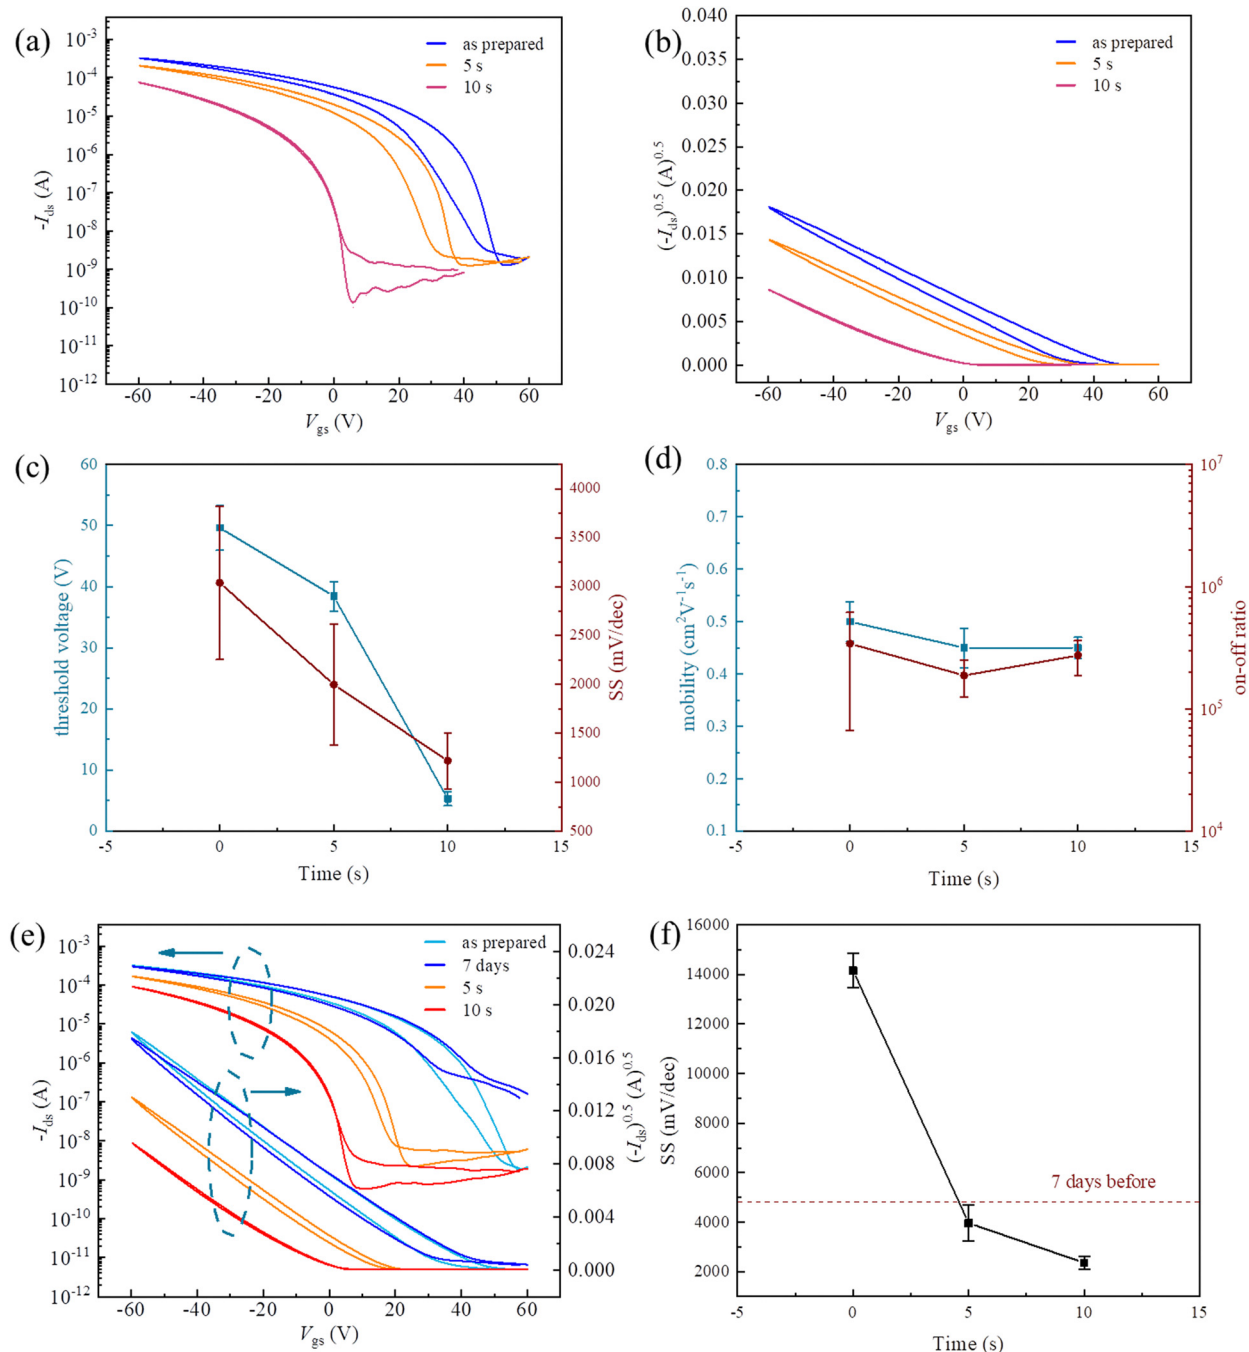 (a)
as prepared
5 s
10 s
10⁻³
10⁻⁴
10⁻⁵
10⁻⁶
10⁻⁷
10⁻⁸
10⁻⁹
10⁻¹⁰
10⁻¹¹
10⁻¹²
-I_ds (A)
-60 -40 -20 0 20 40 60
V_gs (V)
(b)
as prepared
5 s
10 s
0.040
0.035
0.030
0.025
0.020
0.015
0.010
0.005
0.000
(-I_ds)^0.5 (A)^0.5
-60 -40 -20 0 20 40 60
V_gs (V)
(c)
60
50
40
30
20
10
0
threshold voltage (V)
4000
3500
3000
2500
2000
1500
1000
500
SS (mV/dec)
-5 0 5 10 15
Time (s)
(d)
0.8
0.7
0.6
0.5
0.4
0.3
0.2
0.1
mobility (cm²V⁻¹s⁻¹)
10⁷
10⁶
10⁵
10⁴
on-off ratio
-5 0 5 10 15
Time (s)
(e)
as prepared
7 days
5 s
10 s
10⁻³
10⁻⁴
10⁻⁵
10⁻⁶
10⁻⁷
10⁻⁸
10⁻⁹
10⁻¹⁰
10⁻¹¹
10⁻¹²
-I_ds (A)
0.024
0.020
0.016
0.012
0.008
0.004
0.000
(-I_ds)^0.5 (A)^0.5
-60 -40 -20 0 20 40 60
V_gs (V)
(f)
16000
14000
12000
10000
8000
6000
4000
2000
SS (mV/dec)
7 days before
-5 0 5 10 15
Time (s)